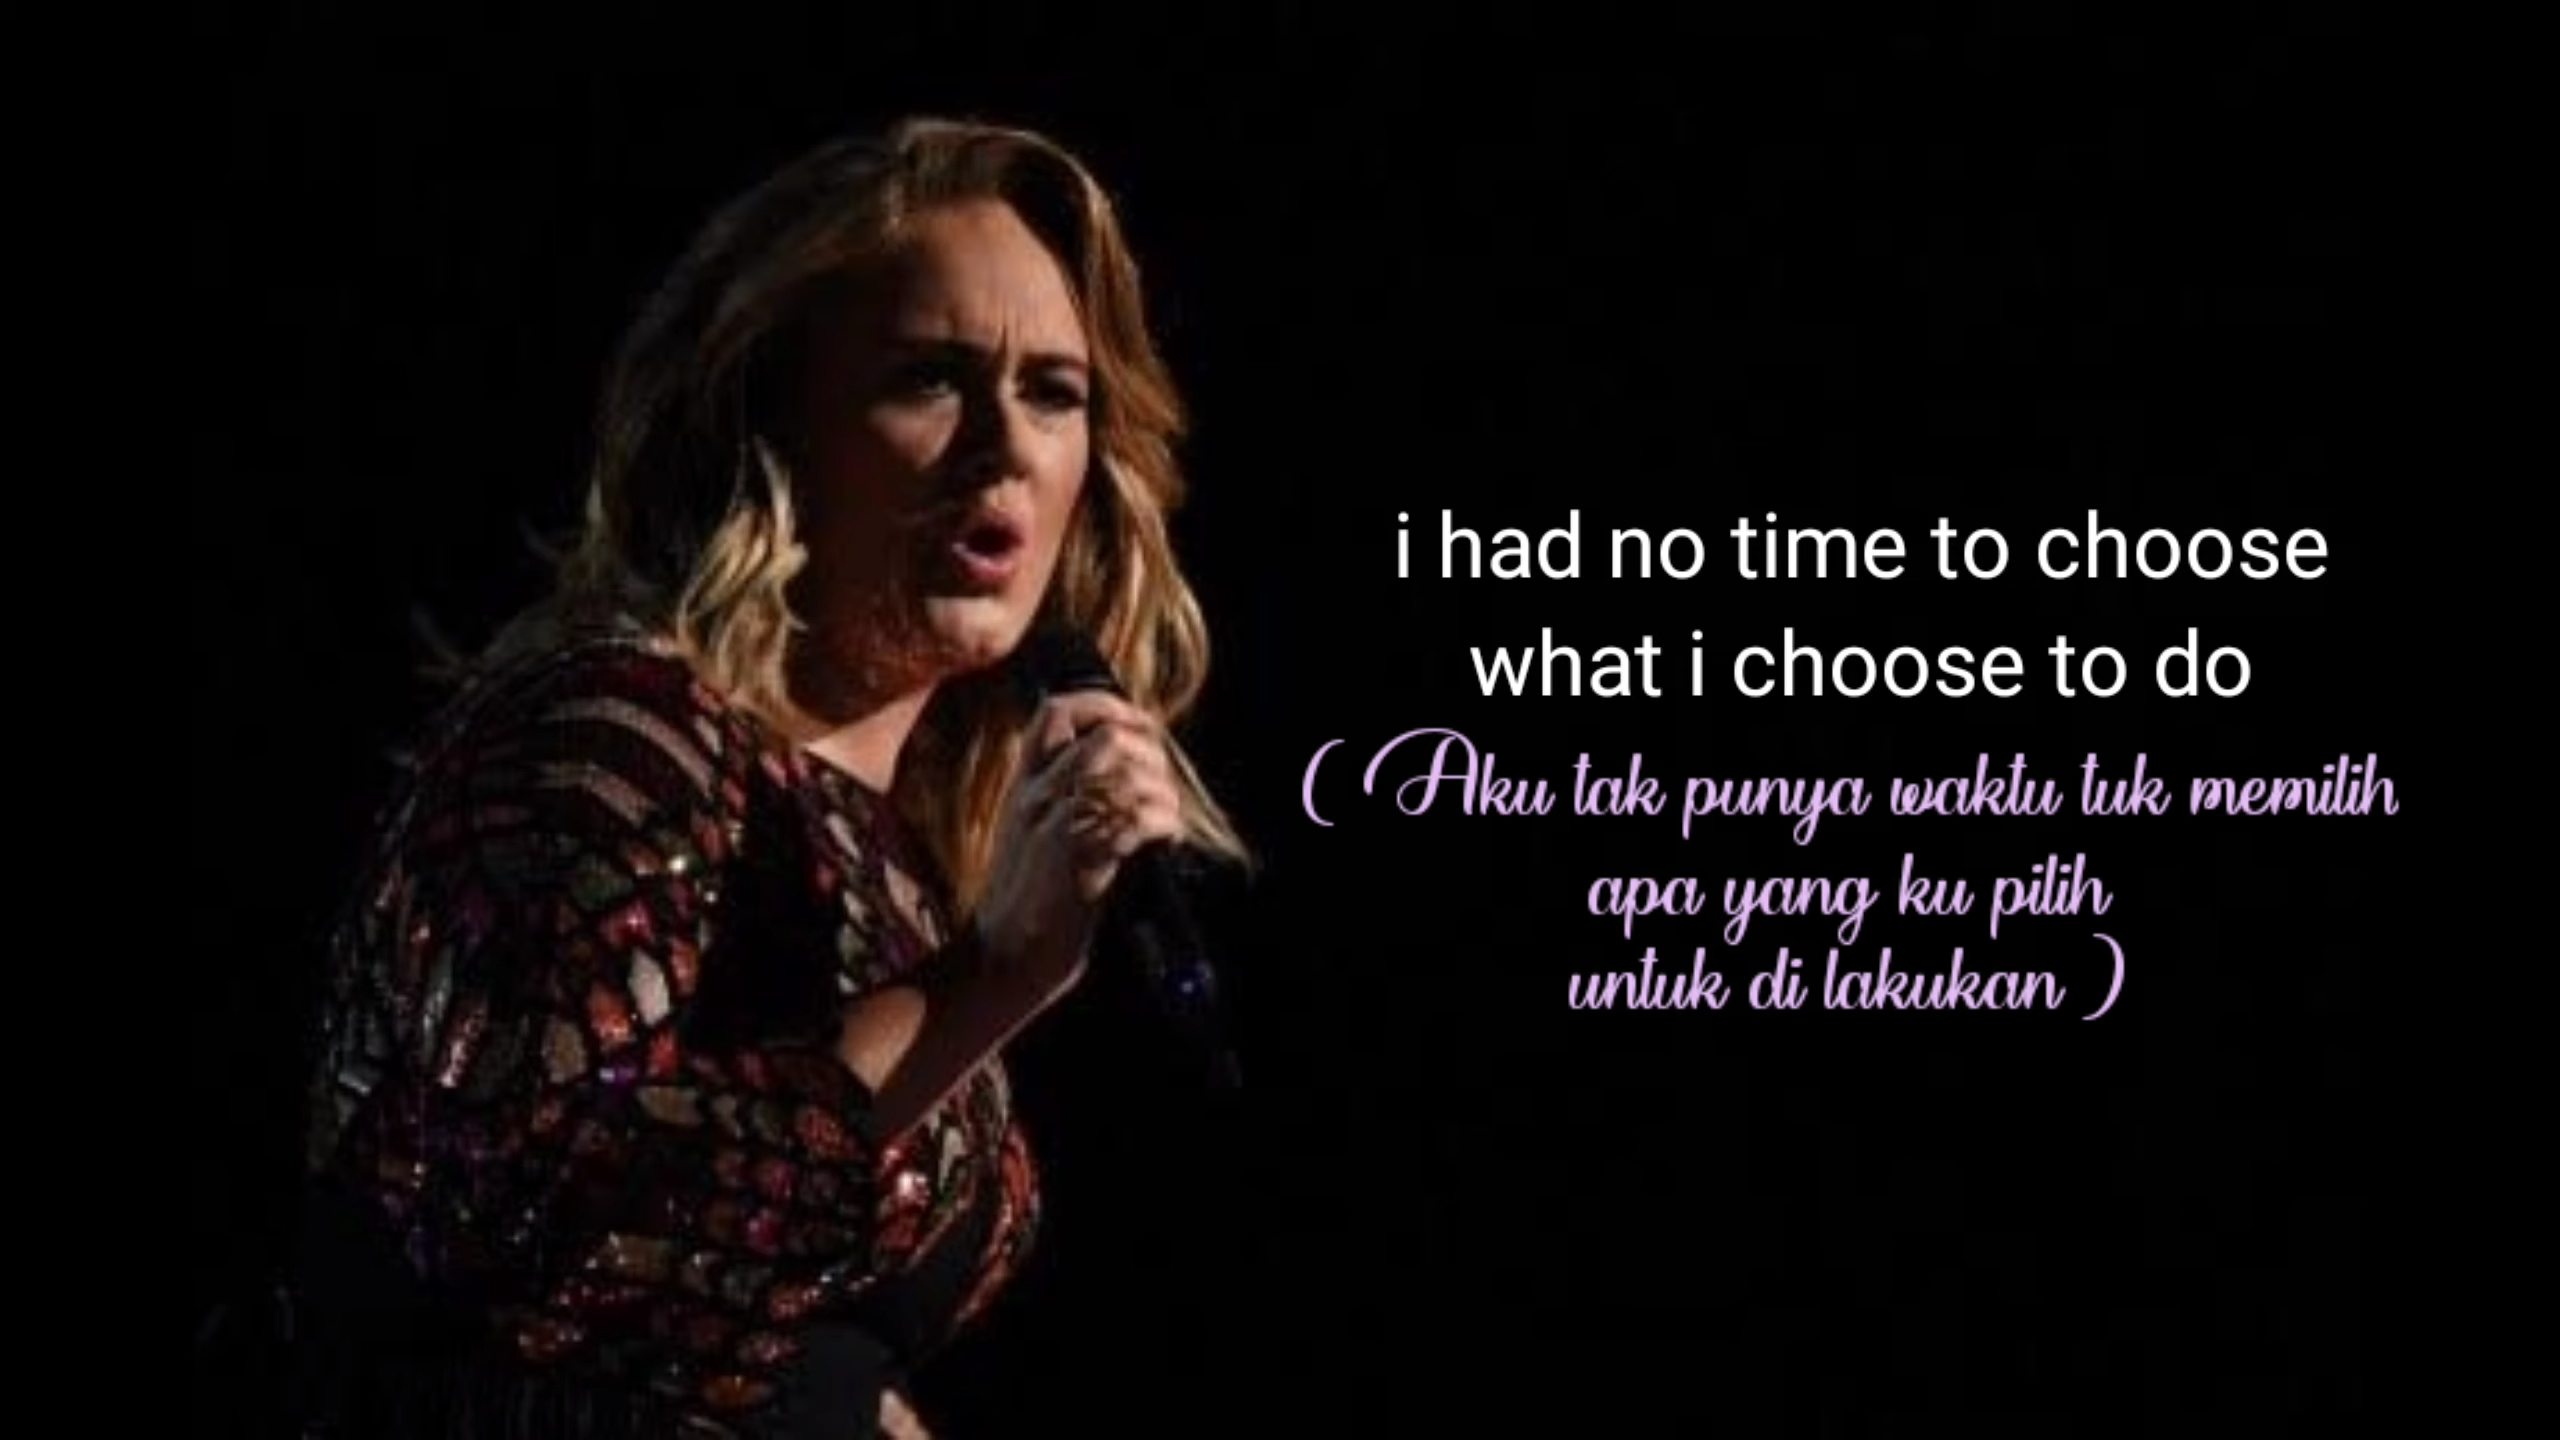 i had no time to choose
what i choose to do
( Aku tak punya waktu tuk memilih
apa yang ku pilih
untuk di lakukan )